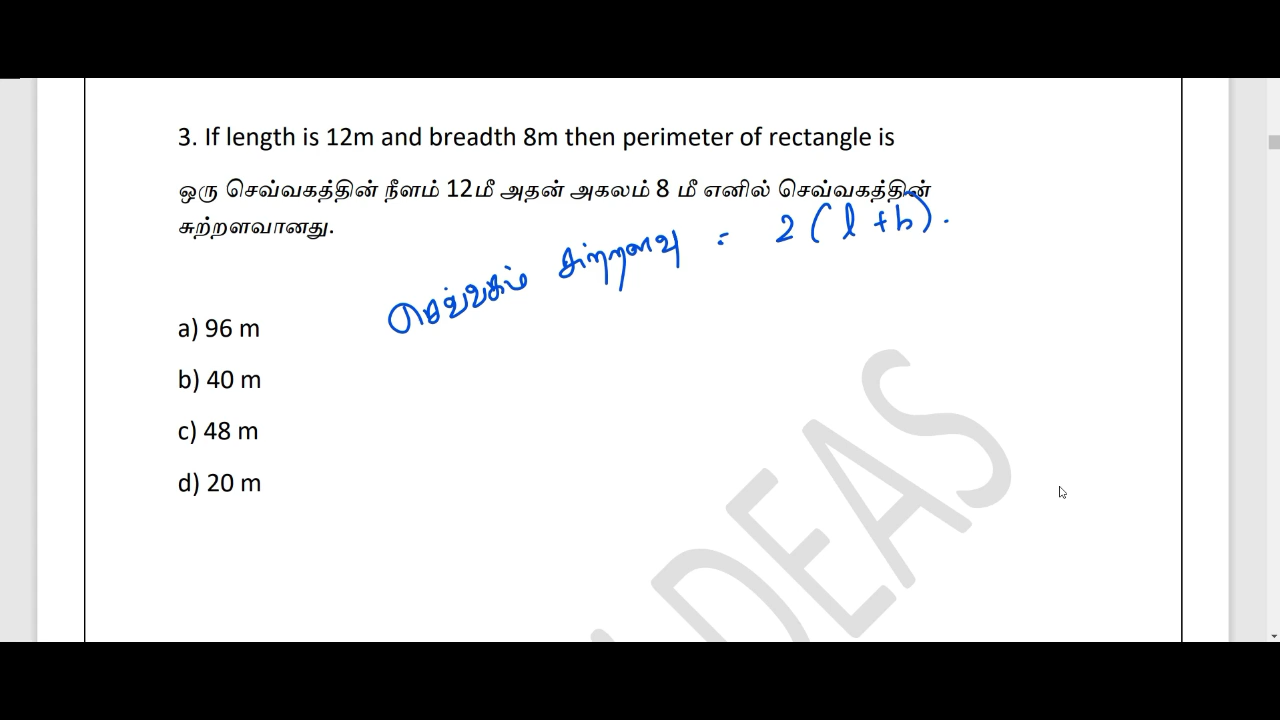 3. If length is 12m and breadth 8m then perimeter of rectangle is
ஒரு செவ்வகத்தின் நீளம் 12மீ அதன் அகலம் 8 மீ எனில் செவ்வகத்தின்
சுற்றளவானது.
செவ்வகம் சுற்றளவு = 2 (l+b).
a) 96 m
b) 40 m
c) 48 m
d) 20 m
DEAS